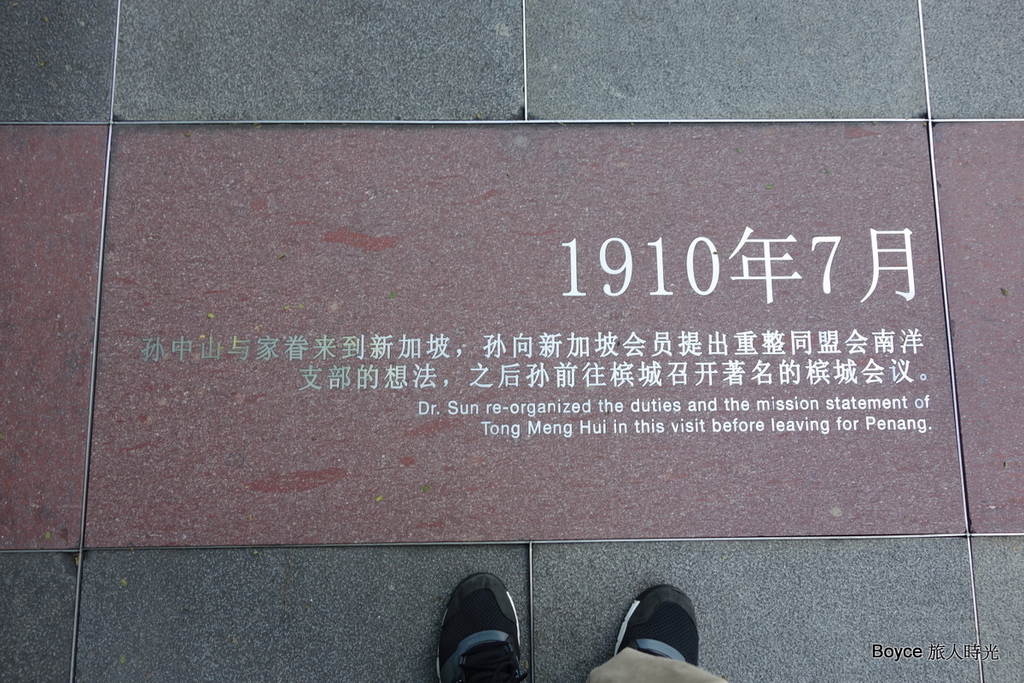 1910年7月
孙中山与家眷来到新加坡，孙向新加坡会员提出重整同盟会南洋
支部的想法，之后孙前往槟城召开著名的槟城会议。
Dr. Sun re-organized the duties and the mission statement of
Tong Meng Hui in this visit before leaving for Penang.
Boyce 旅人時光